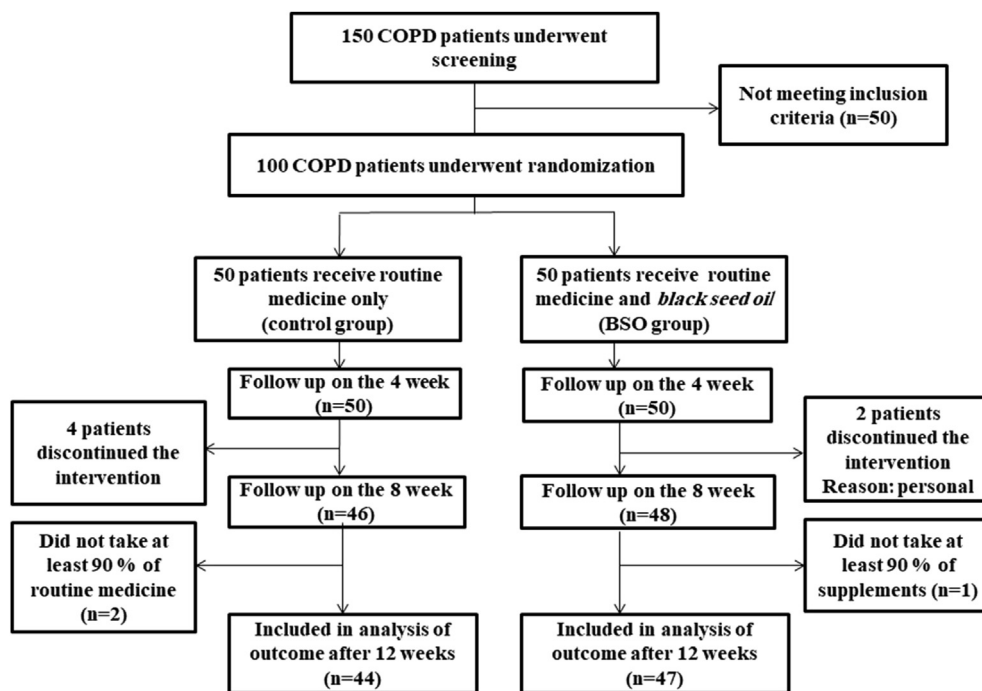 150 COPD patients underwent
screening
Not meeting inclusion
criteria (n=50)
100 COPD patients underwent randomization
50 patients receive routine
medicine only
(control group)
50 patients receive routine
medicine and black seed oil
(BSO group)
Follow up on the 4 week
(n=50)
Follow up on the 4 week
(n=50)
4 patients
discontinued the
intervention
2 patients
discontinued the
intervention
Reason: personal
Follow up on the 8 week
(n=46)
Follow up on the 8 week
(n=48)
Did not take at
least 90 % of
routine medicine
(n=2)
Did not take at
least 90 % of
supplements (n=1)
Included in analysis of
outcome after 12 weeks
(n=44)
Included in analysis of
outcome after 12 weeks
(n=47)